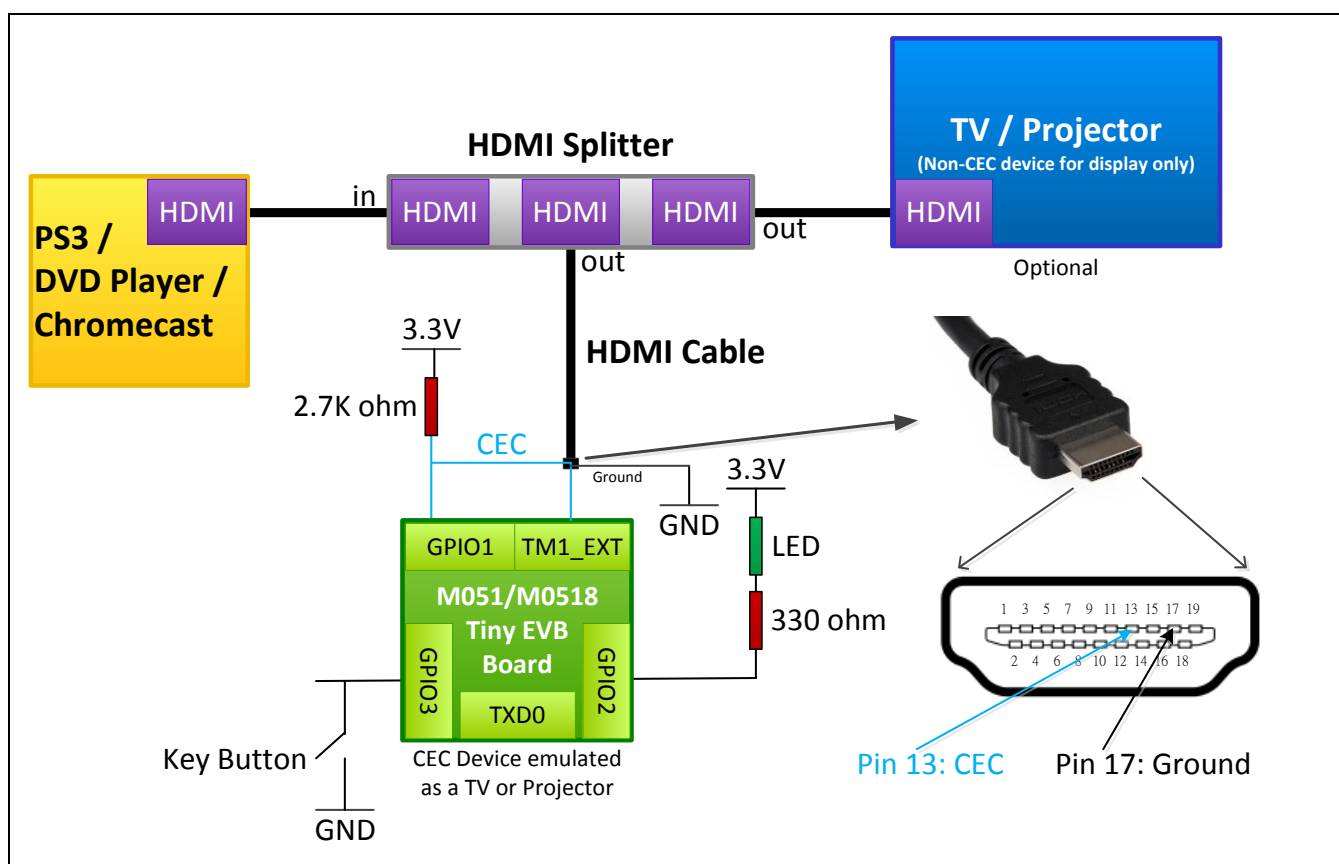 HDMI Splitter
TV / Projector
(Non-CEC device for display only)
HDMI
PS3 /
DVD Player /
Chromecast
in
HDMI
HDMI
HDMI
out
out
HDMI
Optional
HDMI Cable
3.3V
2.7K ohm
CEC
Ground
GND
3.3V
LED
330 ohm
GPIO1
TM1_EXT
M051/M0518
Tiny EVB
Board
GPIO3
GPIO2
TXD0
CEC Device emulated
as a TV or Projector
Key Button
GND
1 3 5 7 9 11 13 15 17 19
2 4 6 8 10 12 14 16 18
Pin 13: CEC
Pin 17: Ground